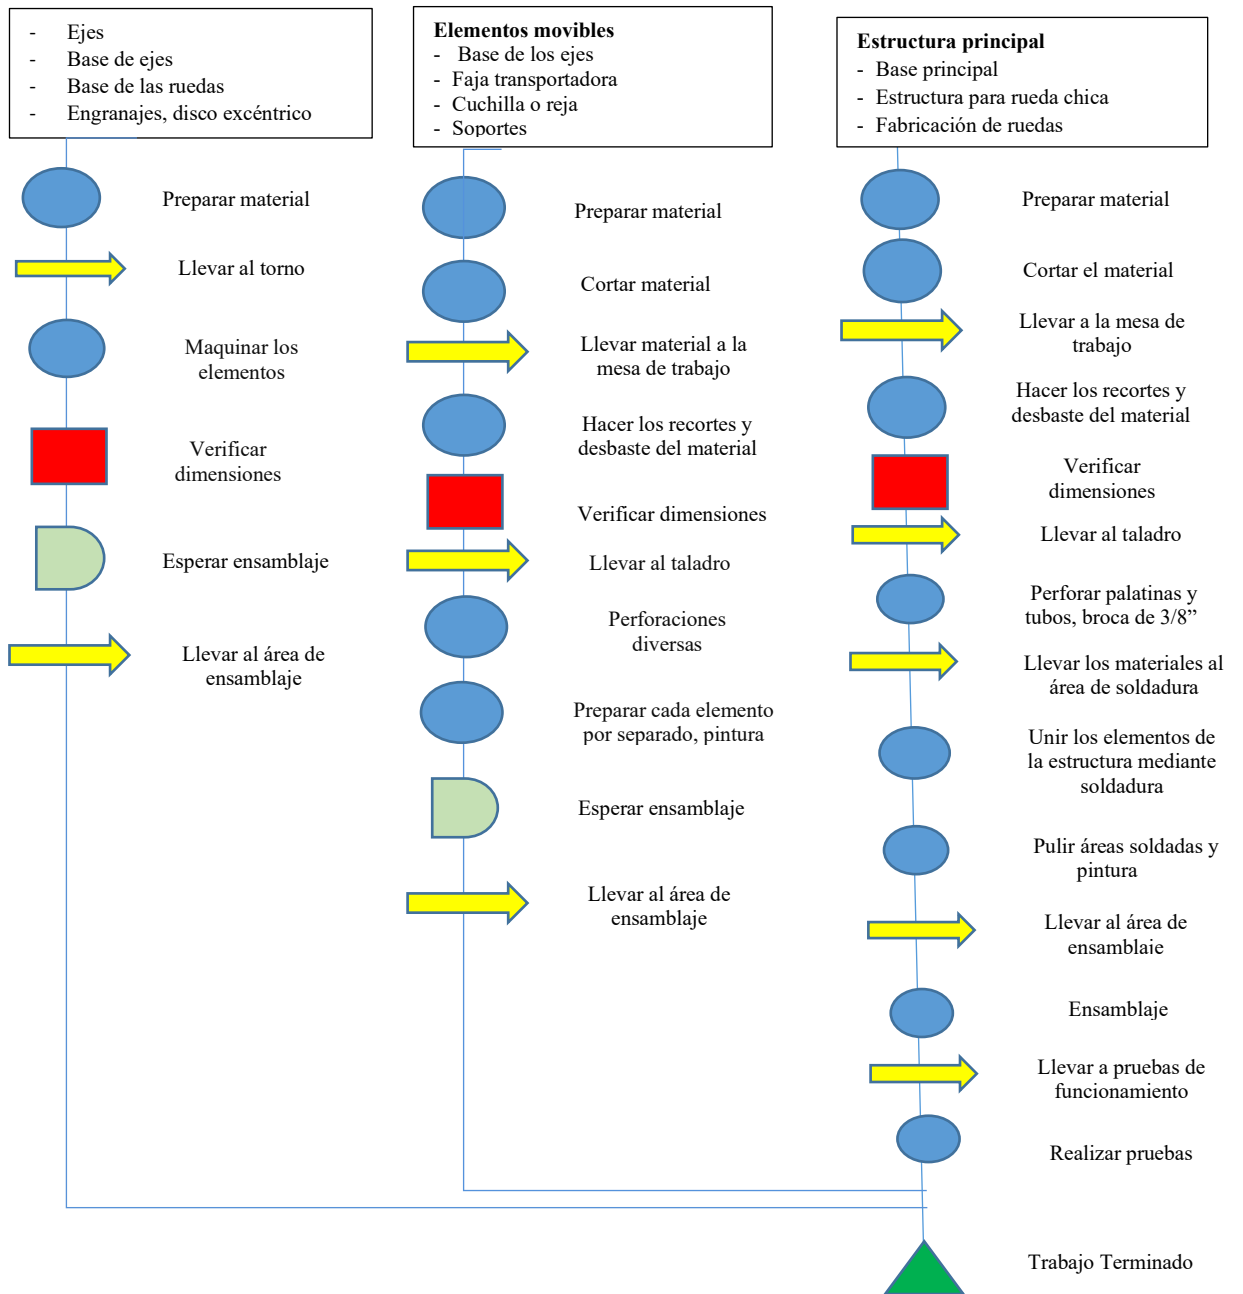 - Ejes
- Base de ejes
- Base de las ruedas
- Engranajes, disco excéntrico
Preparar material
Llevar al torno
Maquinar los
elementos
Verificar
dimensiones
Esperar ensamblaje
Llevar al área de
ensamblaje
Elementos movibles
- Base de los ejes
- Faja transportadora
- Cuchilla o reja
- Soportes
Preparar material
Cortar material
Llevar material a la
mesa de trabajo
Hacer los recortes y
desbaste del material
Verificar dimensiones
Llevar al taladro
Perforaciones
diversas
Preparar cada elemento
por separado, pintura
Esperar ensamblaje
Llevar al área de
ensamblaje
Estructura principal
- Base principal
- Estructura para rueda chica
- Fabricación de ruedas
Preparar material
Cortar el material
Llevar a la mesa de
trabajo
Hacer los recortes y
desbaste del material
Verificar
dimensiones
Llevar al taladro
Perforar palatinas y
tubos, broca de 3/8”
Llevar los materiales al
área de soldadura
Unir los elementos de
la estructura mediante
soldadura
Pulir áreas soldadas y
pintura
Llevar al área de
ensamblaje
Ensamblaje
Llevar a pruebas de
funcionamiento
Realizar pruebas
Trabajo Terminado